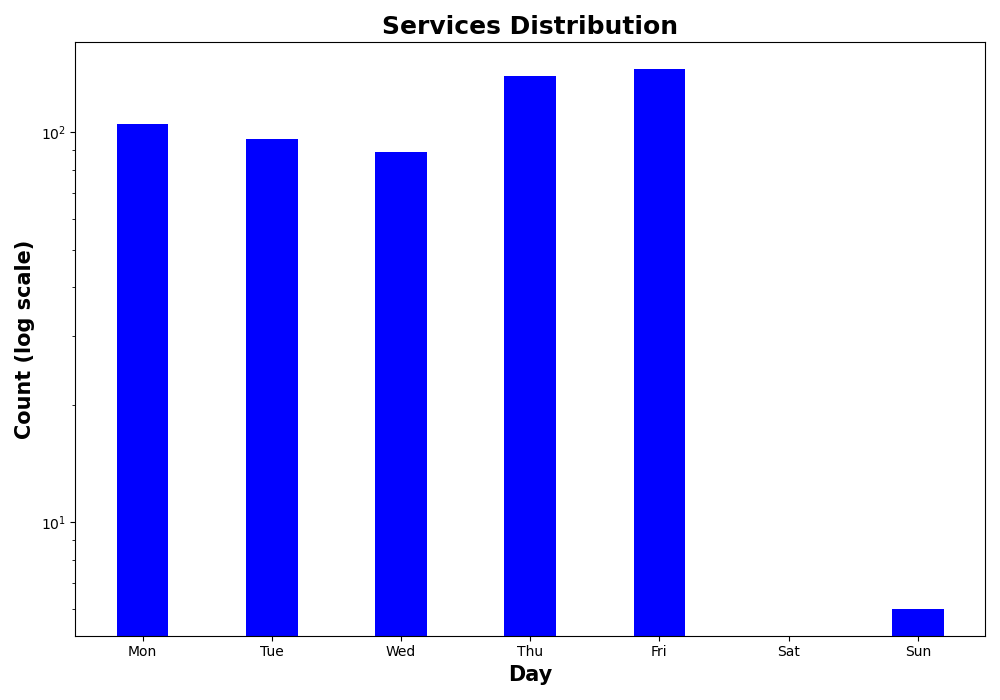 Services Distribution
Count (log scale)
10²
10¹
Mon Tue Wed Thu Fri Sat Sun
Day